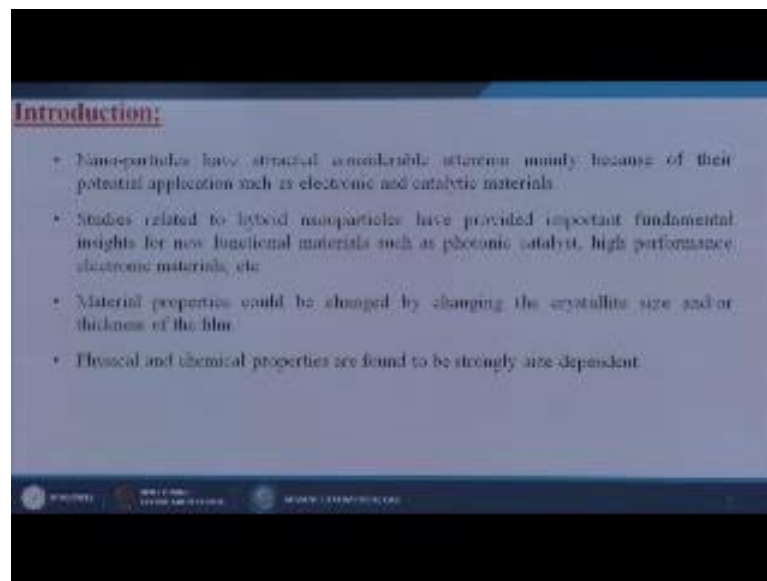 Introduction:
• Nano-particles have attracted considerable attention mainly because of their
potential application such as electronic and catalytic materials.
• Studies related to hybrid nanoparticles have provided important fundamental
insights for new functional materials such as photonic catalyst, high performance
electronic materials, etc
• Material properties could be changed by changing the crystallite size and/or
thickness of the film.
• Physical and chemical properties are found to be strongly size-dependent.